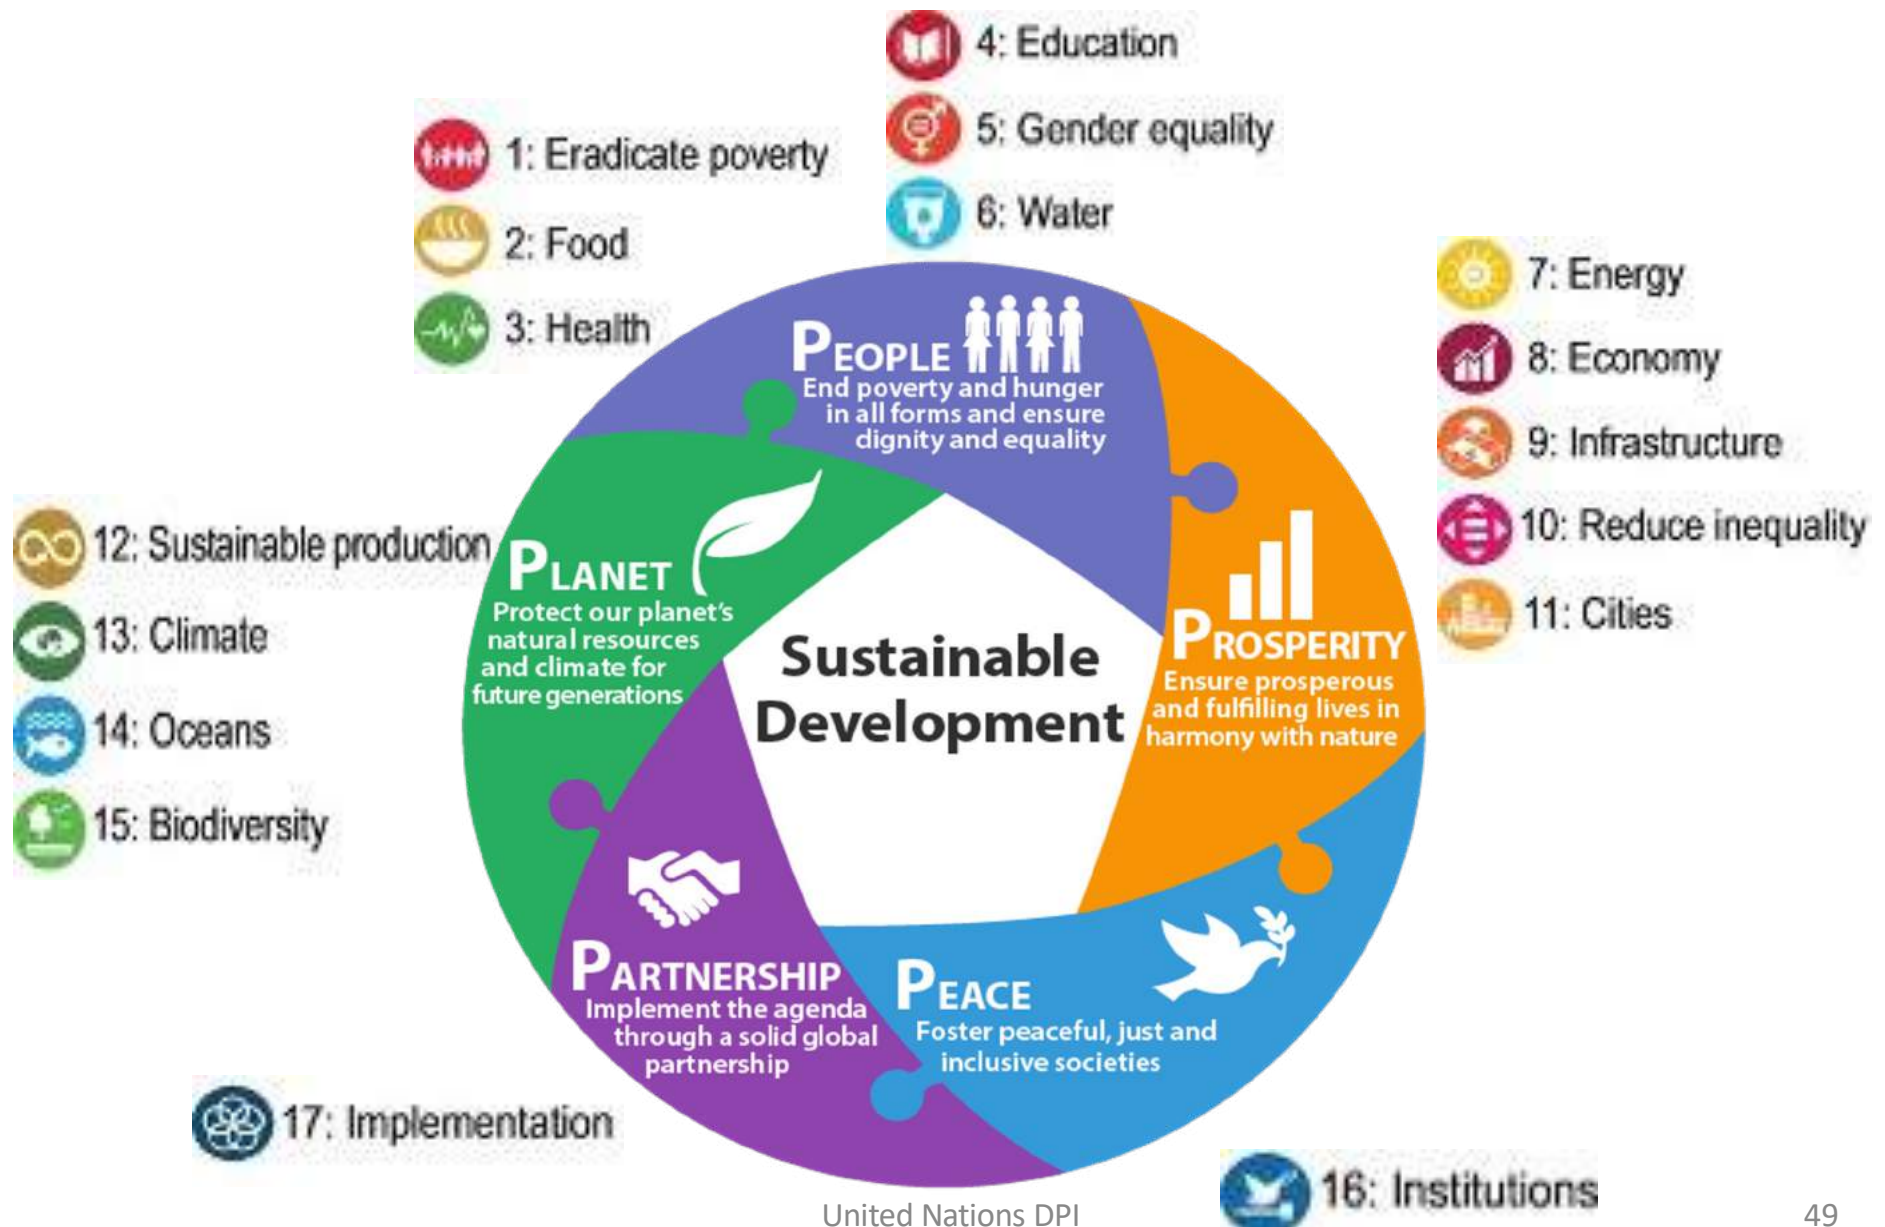 4: Education
5: Gender equality
6: Water
1: Eradicate poverty
2: Food
3: Health
7: Energy
8: Economy
9: Infrastructure
10: Reduce inequality
11: Cities
PEOPLE
End poverty and hunger
in all forms and ensure
dignity and equality
12: Sustainable production
13: Climate
14: Oceans
15: Biodiversity
PLANET
Protect our planet's
natural resources
and climate for
future generations
Sustainable
Development
PROSPERITY
Ensure prosperous
and fulfilling lives in
harmony with nature
PARTNERSHIP
Implement the agenda
through a solid global
partnership
PEACE
Foster peaceful, just and
inclusive societies
17: Implementation
16: Institutions
United Nations DPI
49